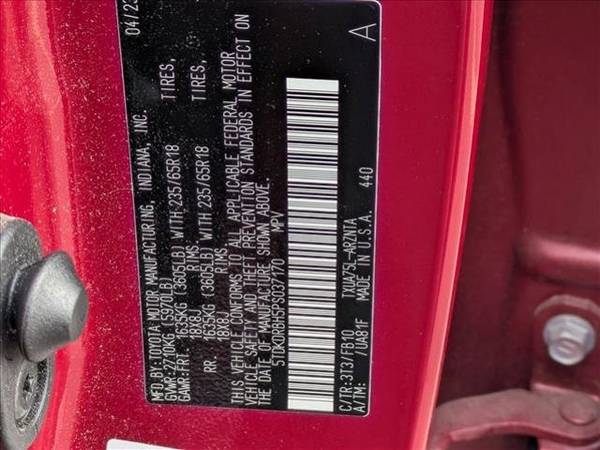 MFD. BY: TOYOTA MOTOR MANUFACTURING, INDIANA, INC. 04/23
GVWR: 2710KG (5970LB)
GAWR: FRT. 1635KG (3605LB) WITH 235/65R18 TIRES,
18X8J RIMS
RR 1635KG (3605LB) WITH 235/65R18 TIRES,
18X8J RIMS
THIS VEHICLE CONFORMS TO ALL APPLICABLE FEDERAL MOTOR
VEHICLE SAFETY AND THEFT PREVENTION STANDARDS IN EFFECT ON
THE DATE OF MANUFACTURE SHOWN ABOVE.
5TDKDRBH5PS037170 MPV
C/TR:3T3/FB10 TXUA75L-ARZNTA 440
A/TM: /UA81F MADE IN U.S.A.
A